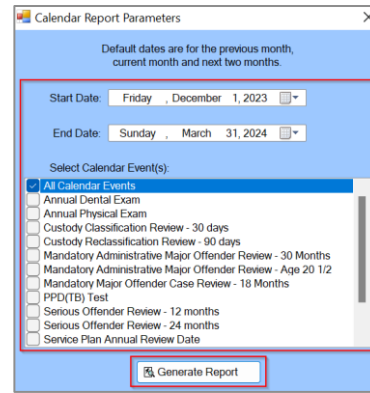 Calendar Report Parameters
Default dates are for the previous month,
current month and next two months.
Start Date: Friday , December 1, 2023
End Date: Sunday , March 31, 2024
Select Calendar Event(s):
All Calendar Events
Annual Dental Exam
Annual Physical Exam
Custody Classification Review - 30 days
Custody Reclassification Review - 90 days
Mandatory Administrative Major Offender Review - 30 Months
Mandatory Administrative Major Offender Review - Age 20 1/2
Mandatory Major Offender Case Review - 18 Months
PPD(TB) Test
Serious Offender Review - 12 months
Serious Offender Review - 24 months
Service Plan Annual Review Date
Generate Report